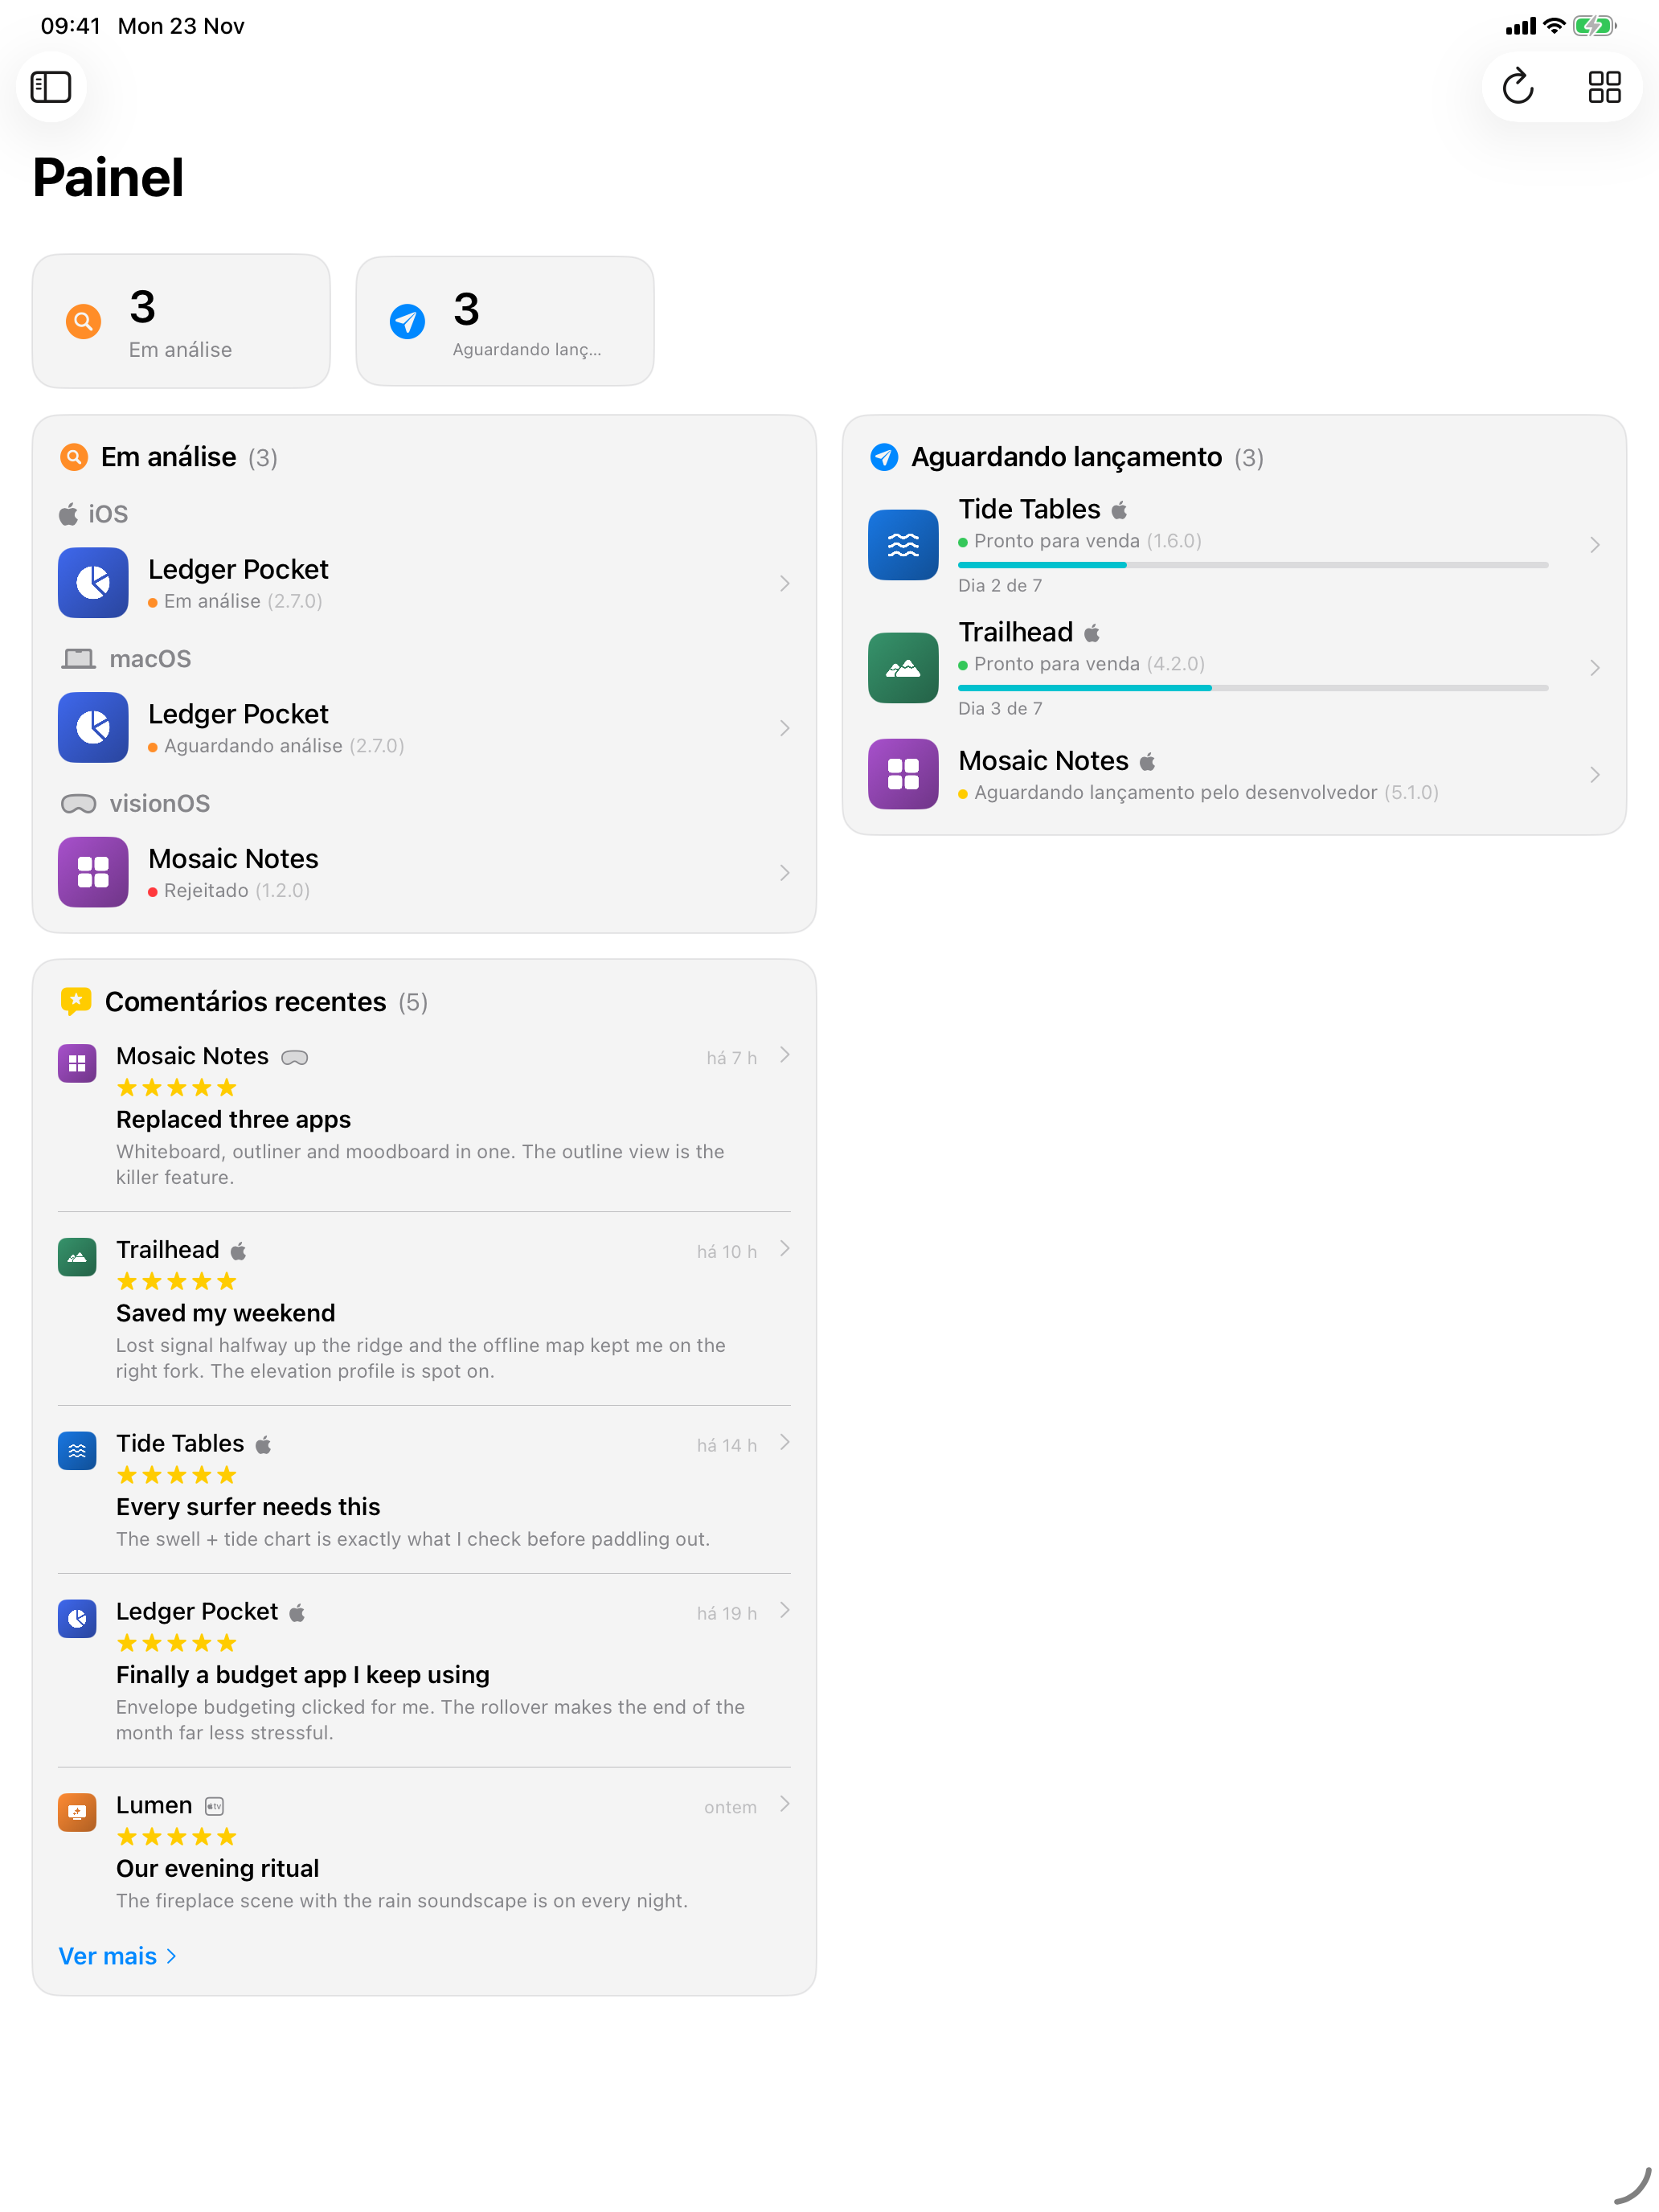 09:41 Mon 23 Nov
Painel
3
Em análise
3
Aguardando lanç...
Em análise (3)
iOS
Ledger Pocket
Em análise (2.7.0)
macOS
Ledger Pocket
Aguardando análise (2.7.0)
visionOS
Mosaic Notes
Rejeitado (1.2.0)
Aguardando lançamento (3)
Tide Tables
Pronto para venda (1.6.0)
Dia 2 de 7
Trailhead
Pronto para venda (4.2.0)
Dia 3 de 7
Mosaic Notes
Aguardando lançamento pelo desenvolvedor (5.1.0)
Comentários recentes (5)
Mosaic Notes há 7 h
Replaced three apps
Whiteboard, outliner and moodboard in one. The outline view is the
killer feature.
Trailhead há 10 h
Saved my weekend
Lost signal halfway up the ridge and the offline map kept me on the
right fork. The elevation profile is spot on.
Tide Tables há 14 h
Every surfer needs this
The swell + tide chart is exactly what I check before paddling out.
Ledger Pocket há 19 h
Finally a budget app I keep using
Envelope budgeting clicked for me. The rollover makes the end of the
month far less stressful.
Lumen tv ontem
Our evening ritual
The fireplace scene with the rain soundscape is on every night.
Ver mais